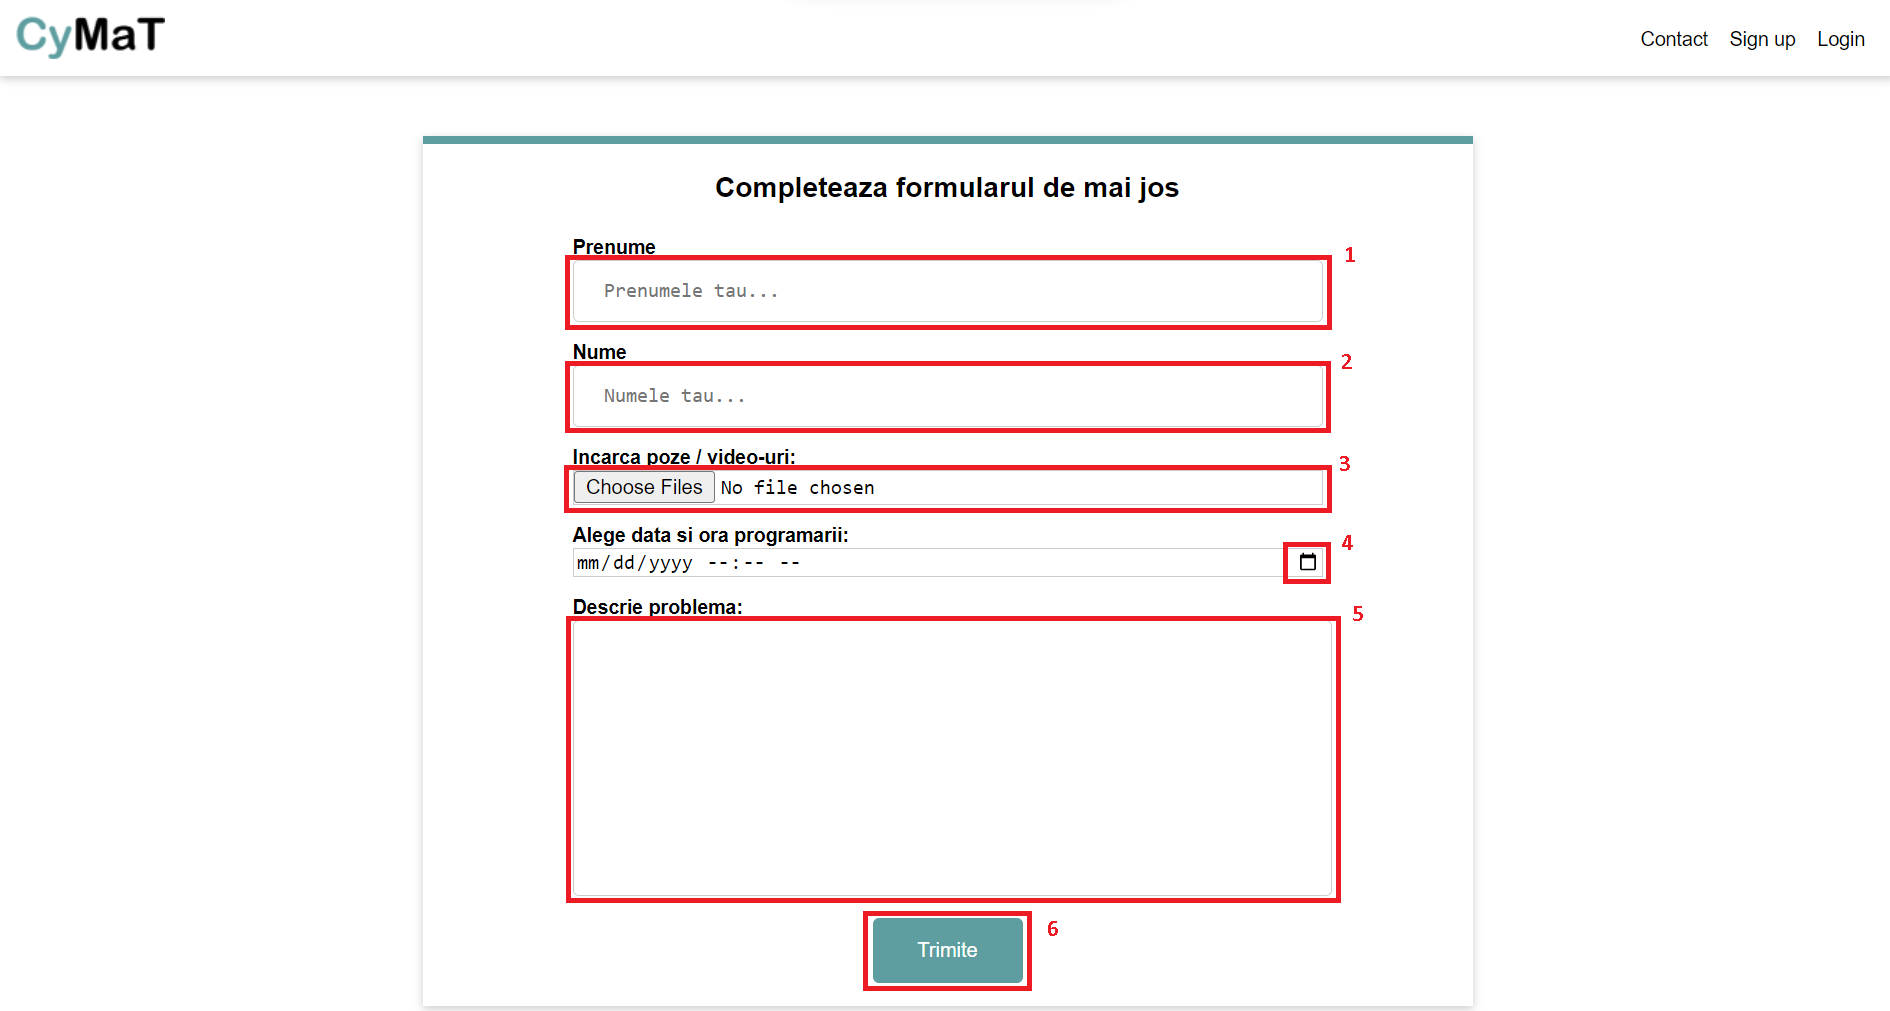 CyMaT
Contact Sign up Login
Completeaza formularul de mai jos
Prenume
1
Prenumele tau...
Nume
2
Numele tau...
Incarca poze / video-uri:
3
Choose Files No file chosen
Alege data si ora programarii:
4
mm/dd/yyyy --:-- --
Descrie problema:
5
Trimite
6